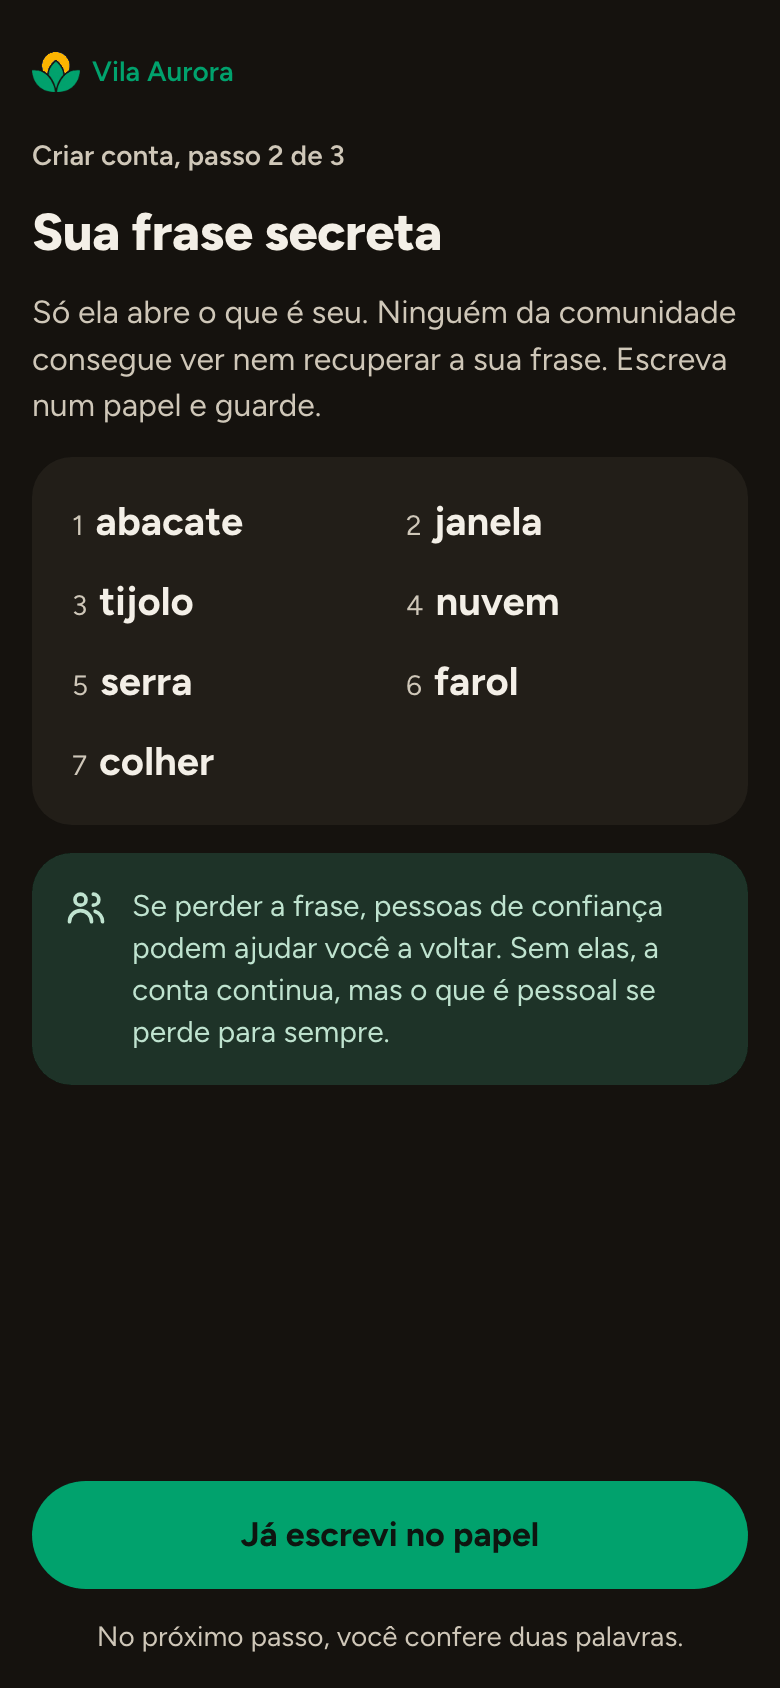 Vila Aurora
Criar conta, passo 2 de 3
Sua frase secreta
Só ela abre o que é seu. Ninguém da comunidade
consegue ver nem recuperar a sua frase. Escreva
num papel e guarde.
1 abacate
2 janela
3 tijolo
4 nuvem
5 serra
6 farol
7 colher
Se perder a frase, pessoas de confiança
podem ajudar você a voltar. Sem elas, a
conta continua, mas o que é pessoal se
perde para sempre.
Já escrevi no papel
No próximo passo, você confere duas palavras.